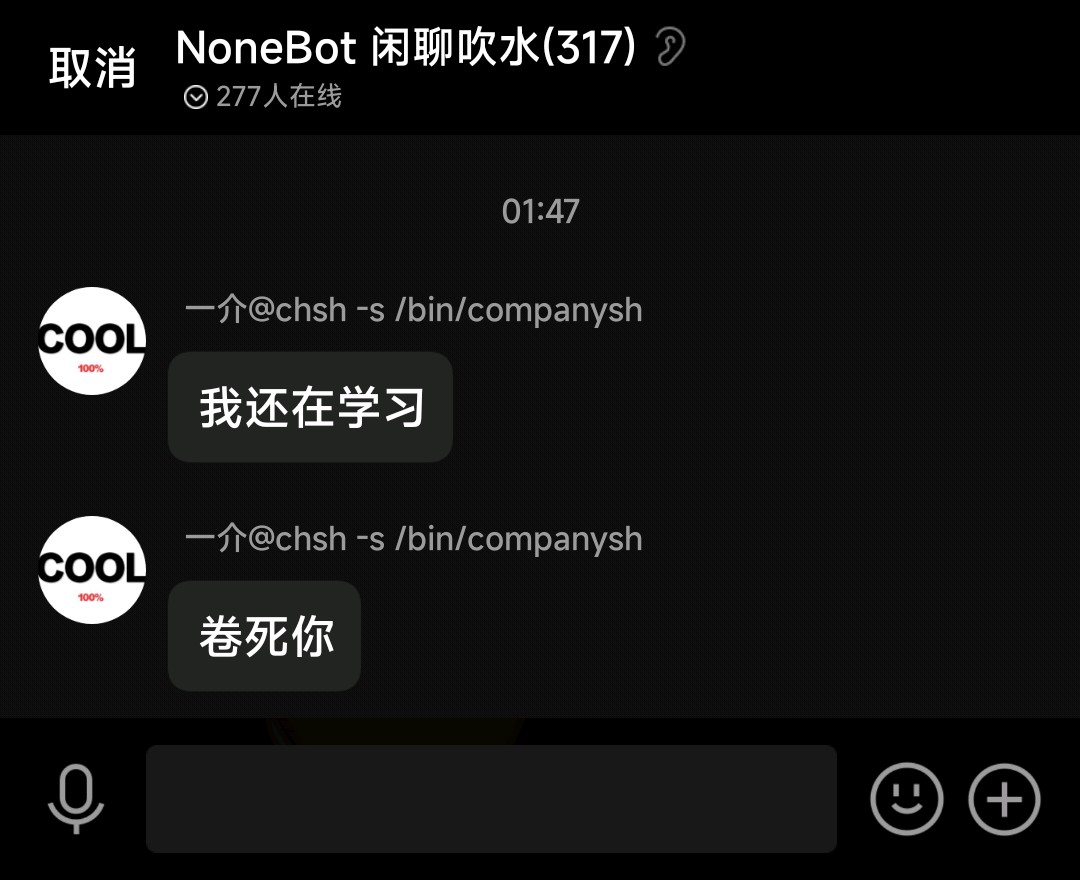 取消
NoneBot 闲聊吹水(317)
277人在线
01:47
一介@chsh -s /bin/companysh
COOL
100%
我还在学习
一介@chsh -s /bin/companysh
COOL
100%
卷死你